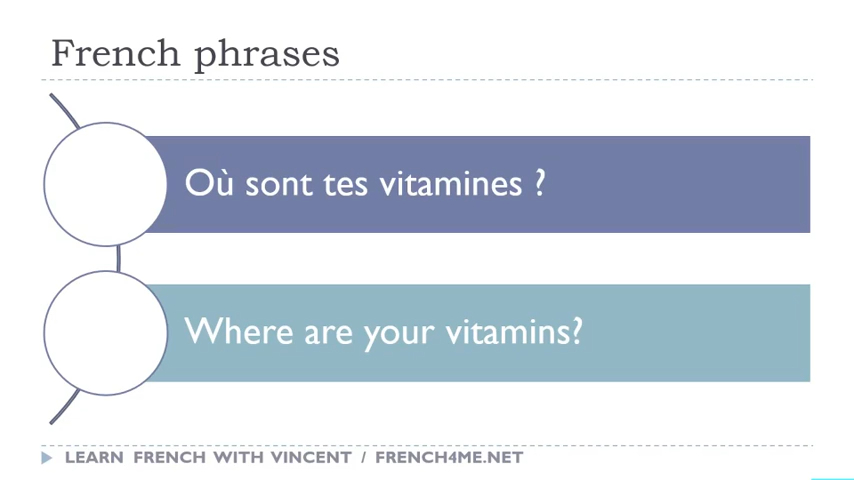 French phrases
Où sont tes vitamines ?
Where are your vitamins?
LEARN FRENCH WITH VINCENT / FRENCH4ME.NET